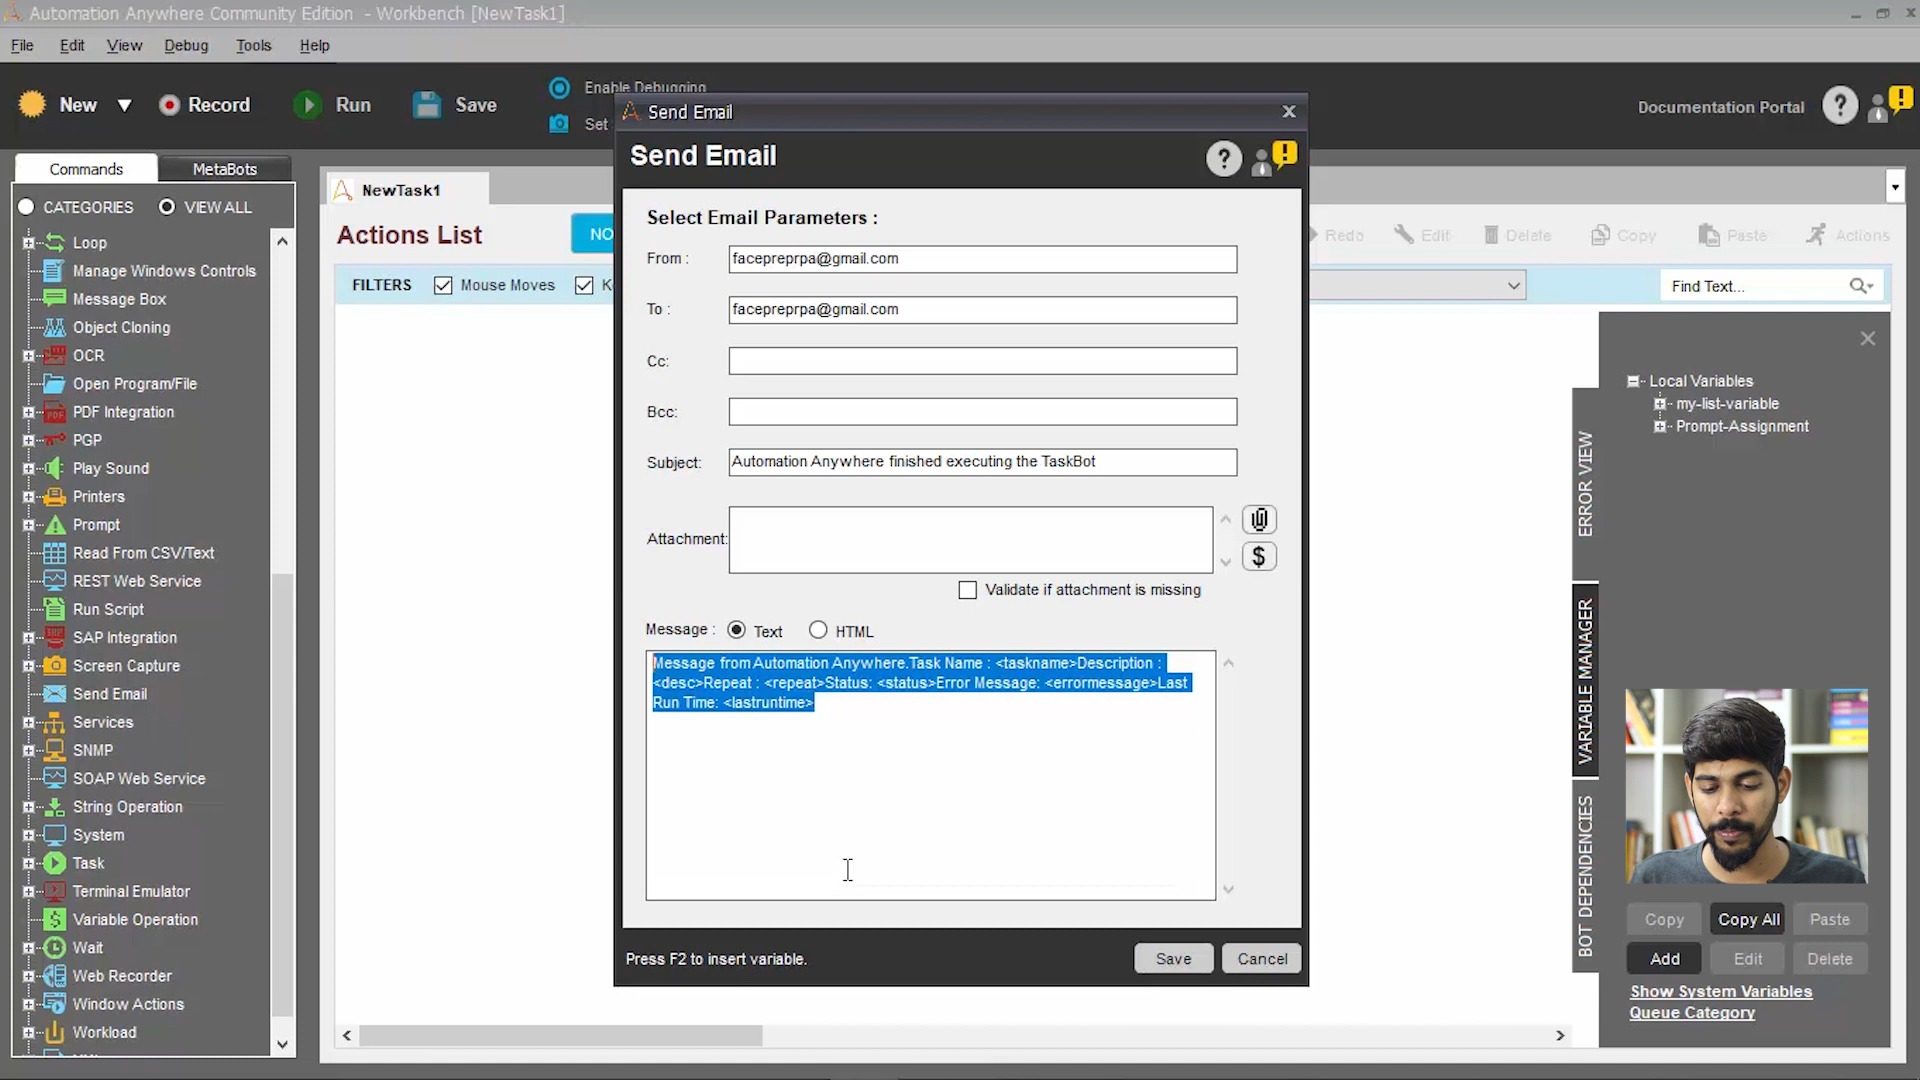 Automation Anywhere Community Edition - Workbench [NewTask1]
File Edit View Debug Tools Help
New Record Run Save
Enable Debugging
Set
Documentation Portal
Commands MetaBots
CATEGORIES VIEW ALL
Loop
Manage Windows Controls
Message Box
Object Cloning
OCR
Open Program/File
PDF Integration
PGP
Play Sound
Printers
Prompt
Read From CSV/Text
REST Web Service
Run Script
SAP Integration
Screen Capture
Send Email
Services
SNMP
SOAP Web Service
String Operation
System
Task
Terminal Emulator
Variable Operation
Wait
Web Recorder
Window Actions
Workload
NewTask1
Actions List
NO
Redo Edit Delete Copy Paste Actions
FILTERS Mouse Moves K
Find Text...
Send Email
Send Email
Select Email Parameters :
From : facepreprpa@gmail.com
To : facepreprpa@gmail.com
Cc:
Bcc:
Subject: Automation Anywhere finished executing the TaskBot
Attachment:
$
Validate if attachment is missing
Message : Text HTML
Message from Automation Anywhere.Task Name : <taskname>Description :
<desc>Repeat : <repeat>Status: <status>Error Message: <errormessage>Last
Run Time: <lastruntime>
Press F2 to insert variable.
Save Cancel
ERROR VIEW
VARIABLE MANAGER
BOT DEPENDENCIES
Local Variables
my-list-variable
Prompt-Assignment
Copy Copy All Paste
Add Edit Delete
Show System Variables
Queue Category